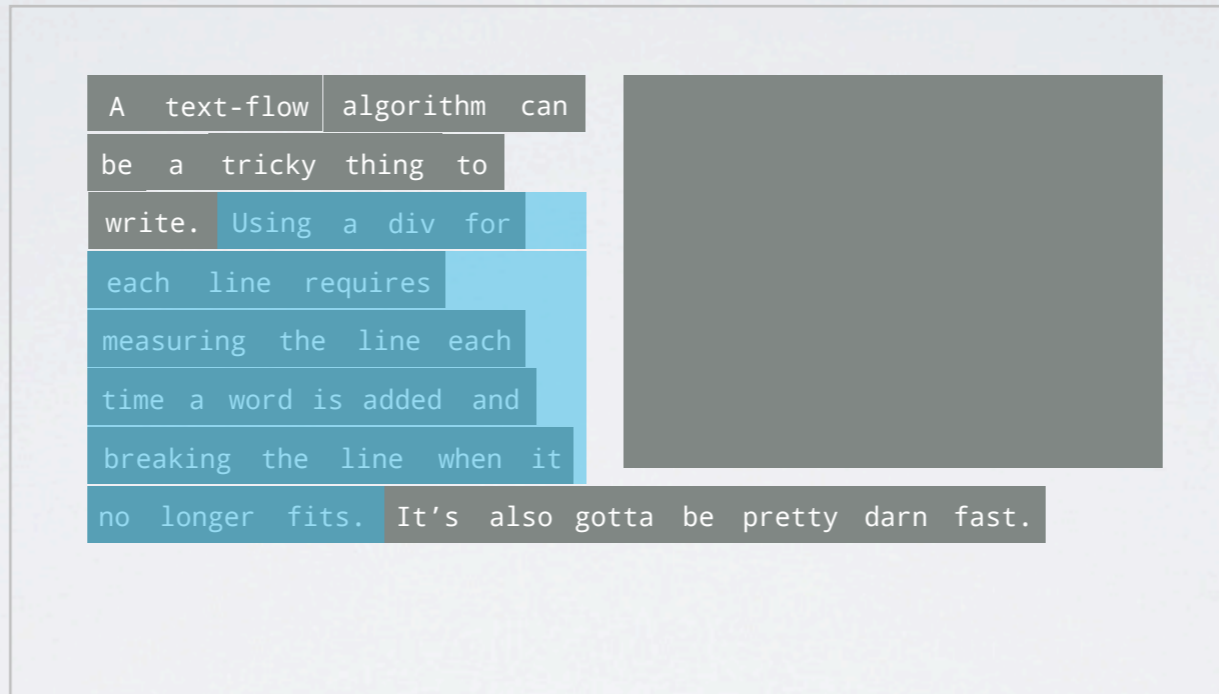 A text-flow algorithm can
be a tricky thing to
write. Using a div for
each line requires
measuring the line each
time a word is added and
breaking the line when it
no longer fits. It’s also gotta be pretty darn fast.